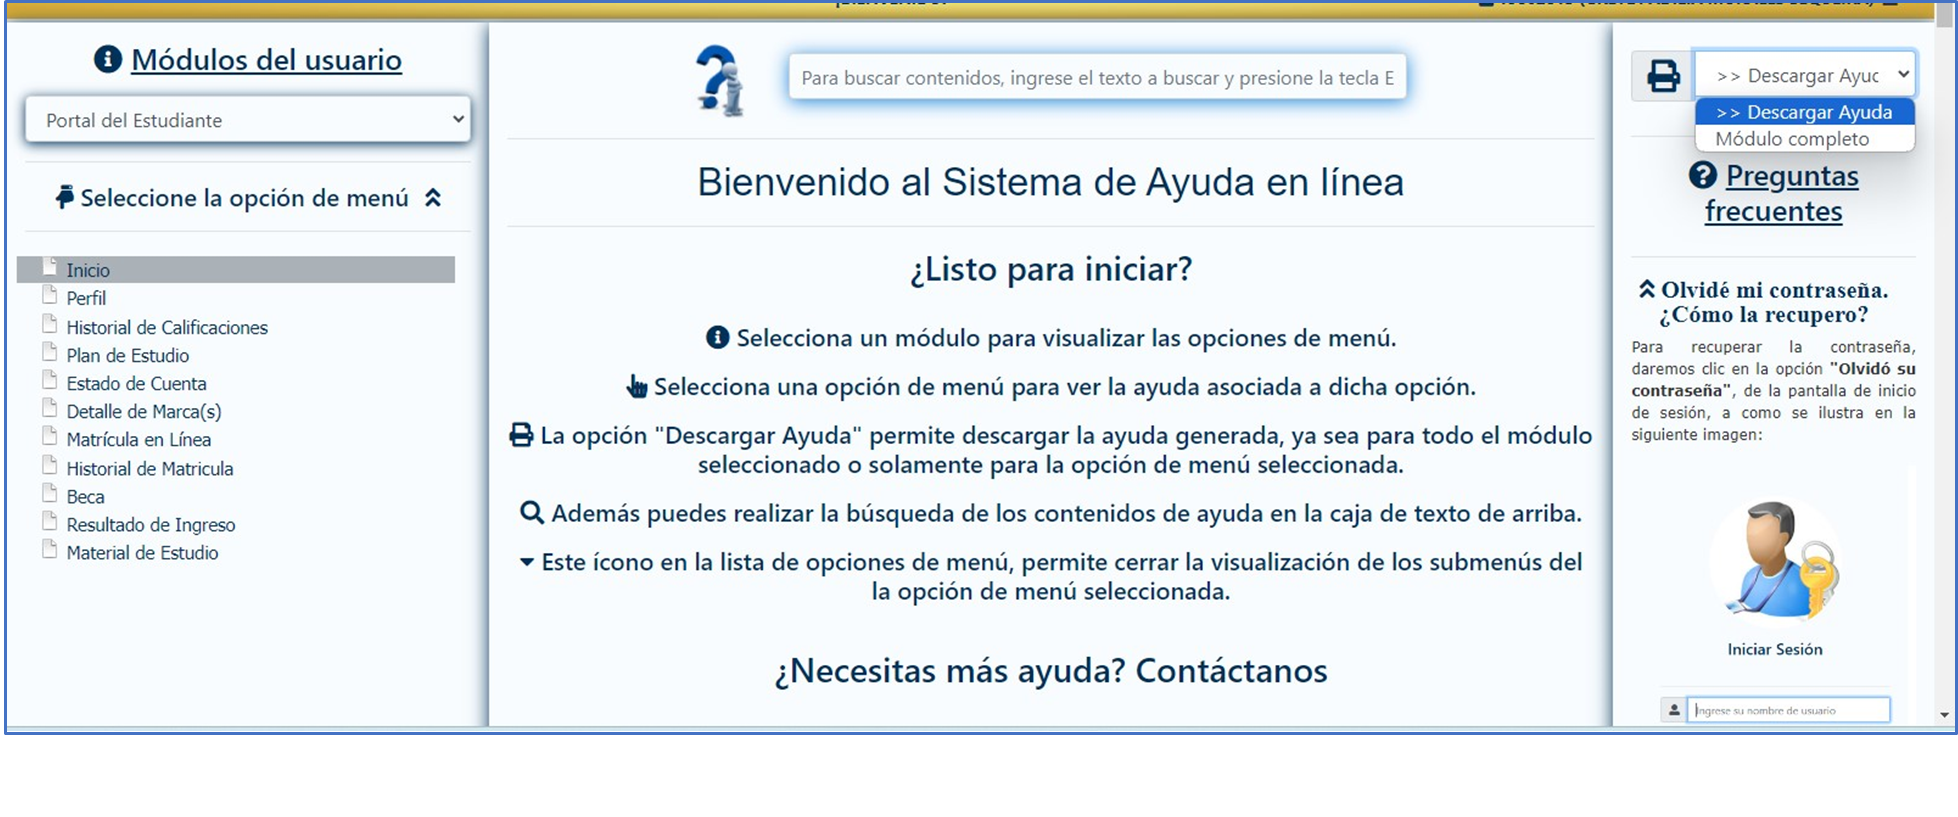 Módulos del usuario
Portal del Estudiante
Seleccione la opción de menú
Inicio
Perfil
Historial de Calificaciones
Plan de Estudio
Estado de Cuenta
Detalle de Marca(s)
Matrícula en Línea
Historial de Matricula
Beca
Resultado de Ingreso
Material de Estudio
Para buscar contenidos, ingrese el texto a buscar y presione la tecla E
Bienvenido al Sistema de Ayuda en línea
¿Listo para iniciar?
Selecciona un módulo para visualizar las opciones de menú.
Selecciona una opción de menú para ver la ayuda asociada a dicha opción.
La opción "Descargar Ayuda" permite descargar la ayuda generada, ya sea para todo el módulo
seleccionado o solamente para la opción de menú seleccionada.
Además puedes realizar la búsqueda de los contenidos de ayuda en la caja de texto de arriba.
Este ícono en la lista de opciones de menú, permite cerrar la visualización de los submenús del
la opción de menú seleccionada.
¿Necesitas más ayuda? Contáctanos
>> Descargar Ayuc
>> Descargar Ayuda
Módulo completo
Preguntas
frecuentes
Olvidé mi contraseña.
¿Cómo la recupero?
Para recuperar la contraseña,
daremos clic en la opción "Olvidó su
contraseña", de la pantalla de inicio
de sesión, a como se ilustra en la
siguiente imagen:
Iniciar Sesión
Ingrese su nombre de usuario